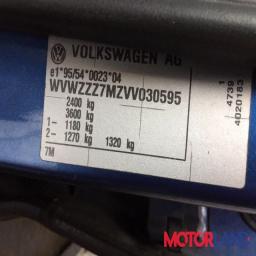 VOLKSWAGEN AG
e1*95/54*0023*04
WVWZZZ7MZVV030595
2400 kg
3600 kg
1- 1180 kg
2- 1270 kg 1320 kg
7M
4739
4020183
MOTOR